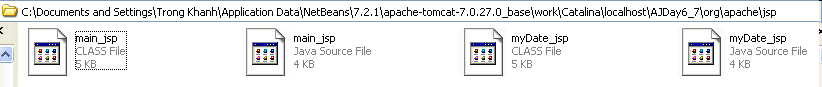 C:\Documents and Settings\Trong Khanh\Application Data\NetBeans\7.2.1\apache-tomcat-7.0.27.0_base\work\Catalina\localhost\AJDay6_7\org\apache\jsp
main_jsp
CLASS File
5 KB
main_jsp
Java Source File
4 KB
myDate_jsp
CLASS File
5 KB
myDate_jsp
Java Source File
4 KB